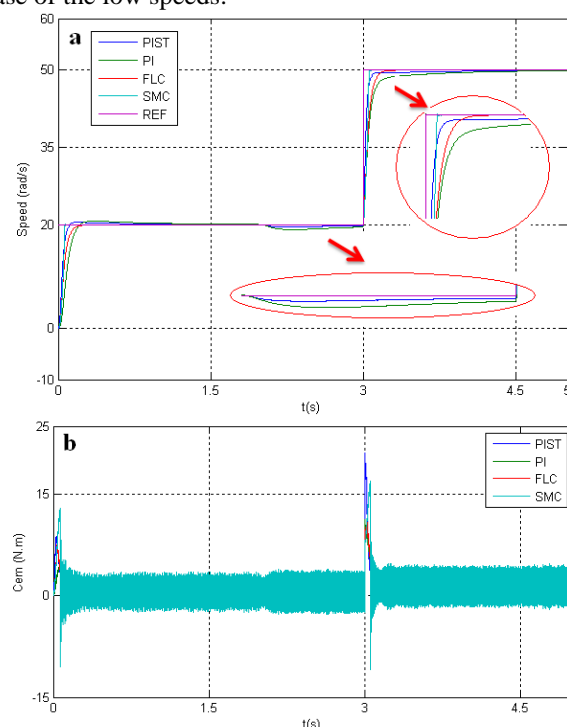 ase of the low speeds.
a
60
50
35
20
0
-10
Speed (rad/s)
PIST
PI
FLC
SMC
REF
0
1.5
3
4.5
5
t(s)
b
25
15
0
-15
Cem (N.m)
PIST
PI
FLC
SMC
0
1.5
3
4.5
5
t(s)